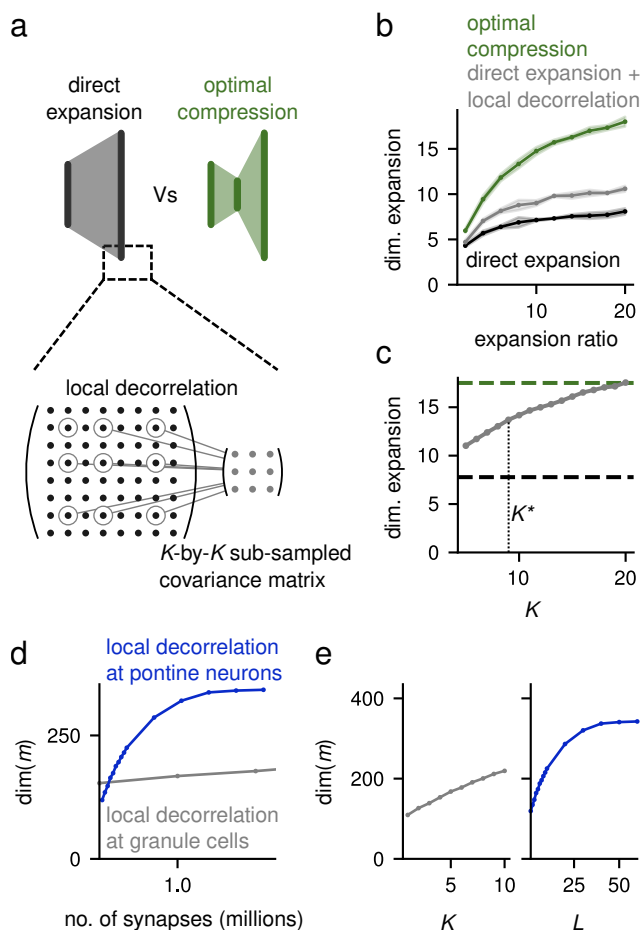 a
direct
expansion
optimal
compression
Vs
local decorrelation
K-by-K sub-sampled
covariance matrix
b
optimal
compression
direct expansion +
local decorrelation
dim. expansion
15
10
5
direct expansion
10
20
expansion ratio
c
dim. expansion
15
10
5
0
K*
10
20
K
d
local decorrelation
at pontine neurons
dim(m)
250
0
local decorrelation
at granule cells
1.0
no. of synapses (millions)
e
dim(m)
400
200
0
5
10
K
25
50
L